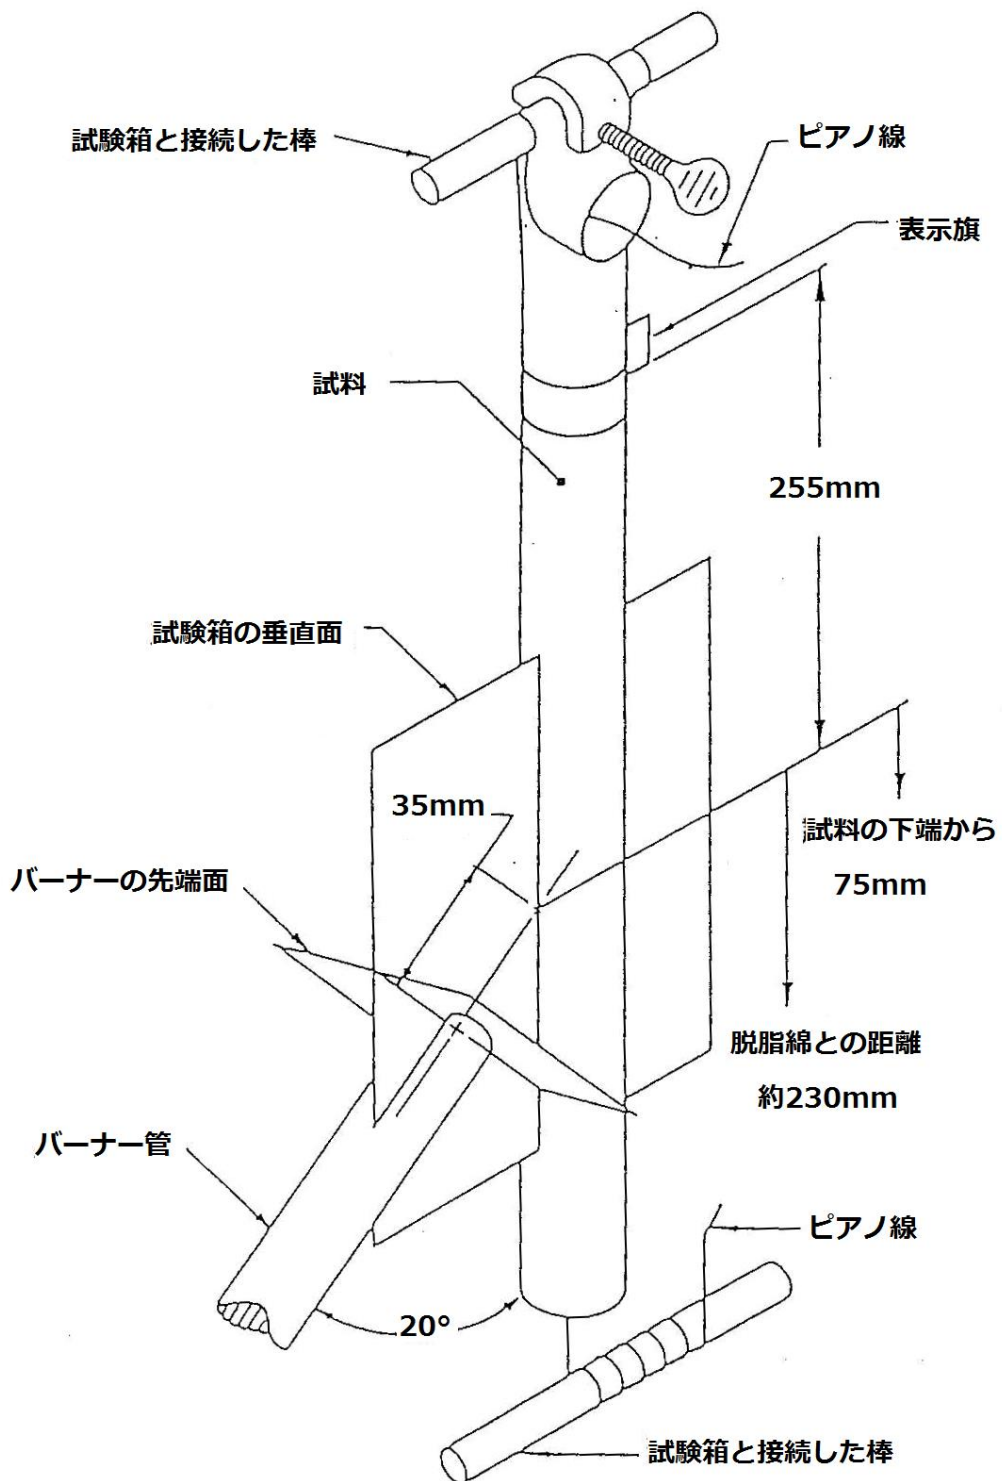 試験箱と接続した棒
ピアノ線
表示旗
試料
255mm
試験箱の垂直面
35mm
試料の下端から
75mm
バーナーの先端面
脱脂綿との距離
約230mm
バーナー管
ピアノ線
20°
試験箱と接続した棒